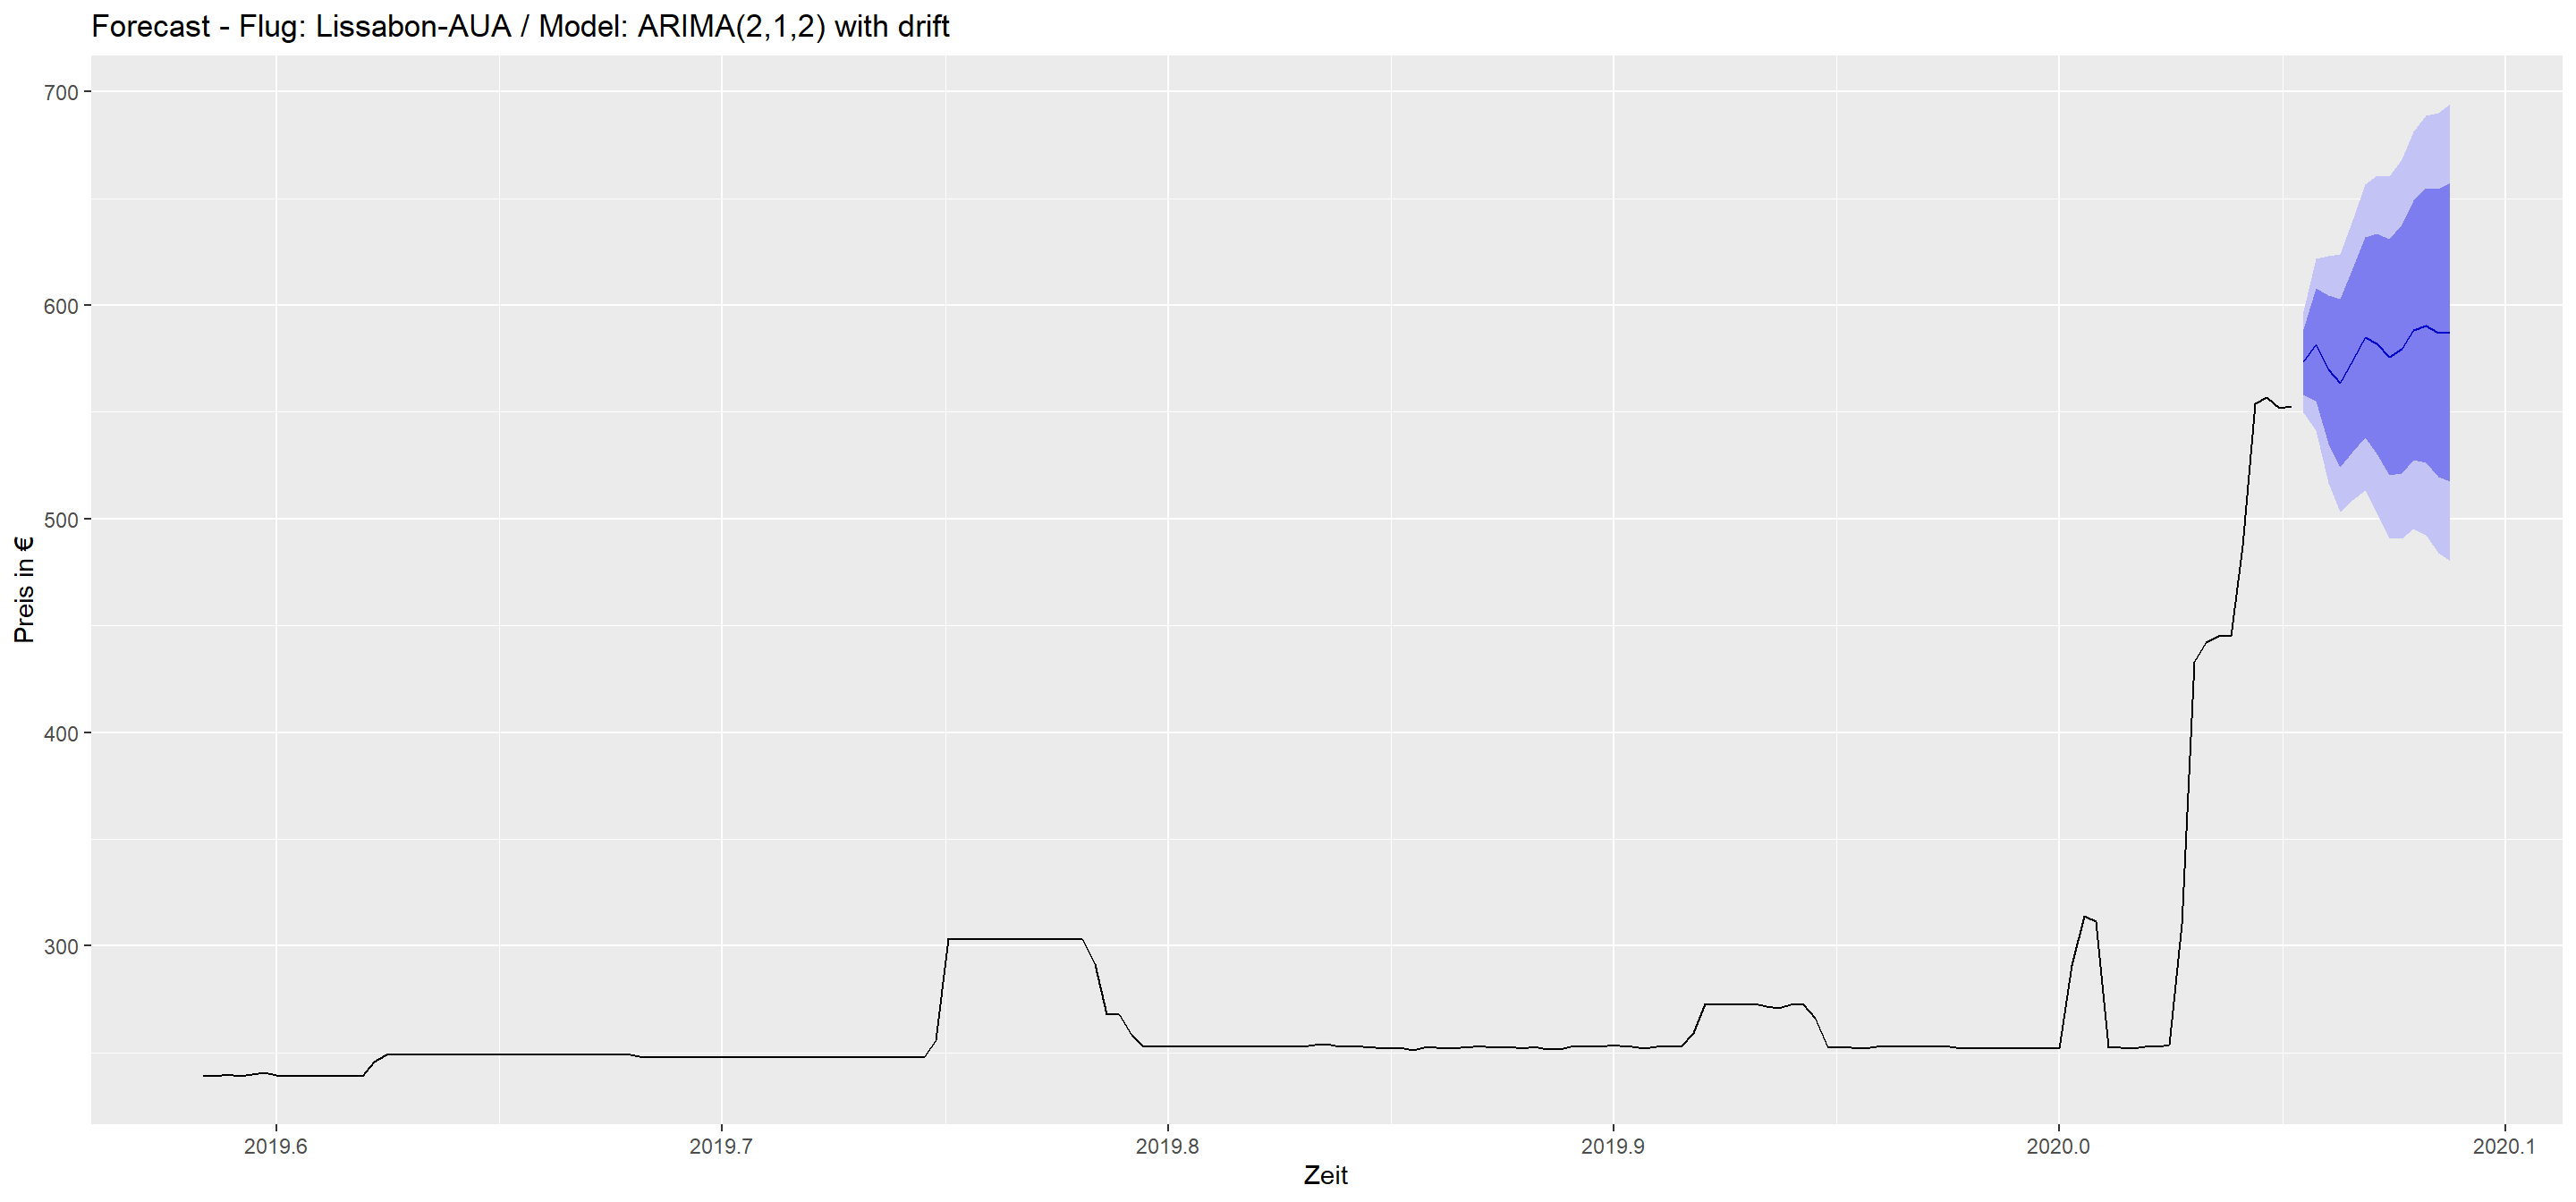 Forecast - Flug: Lissabon-AUA / Model: ARIMA(2,1,2) with drift
700
600
500
400
300
Preis in €
2019.6 2019.7 2019.8 2019.9 2020.0 2020.1
Zeit